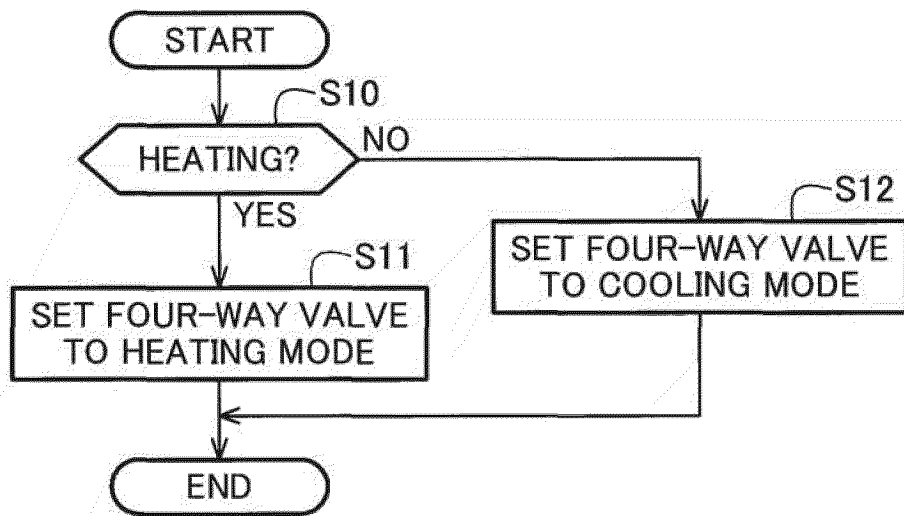 START
S10
HEATING?
NO
YES
S12
SET FOUR-WAY VALVE
TO COOLING MODE
S11
SET FOUR-WAY VALVE
TO HEATING MODE
END